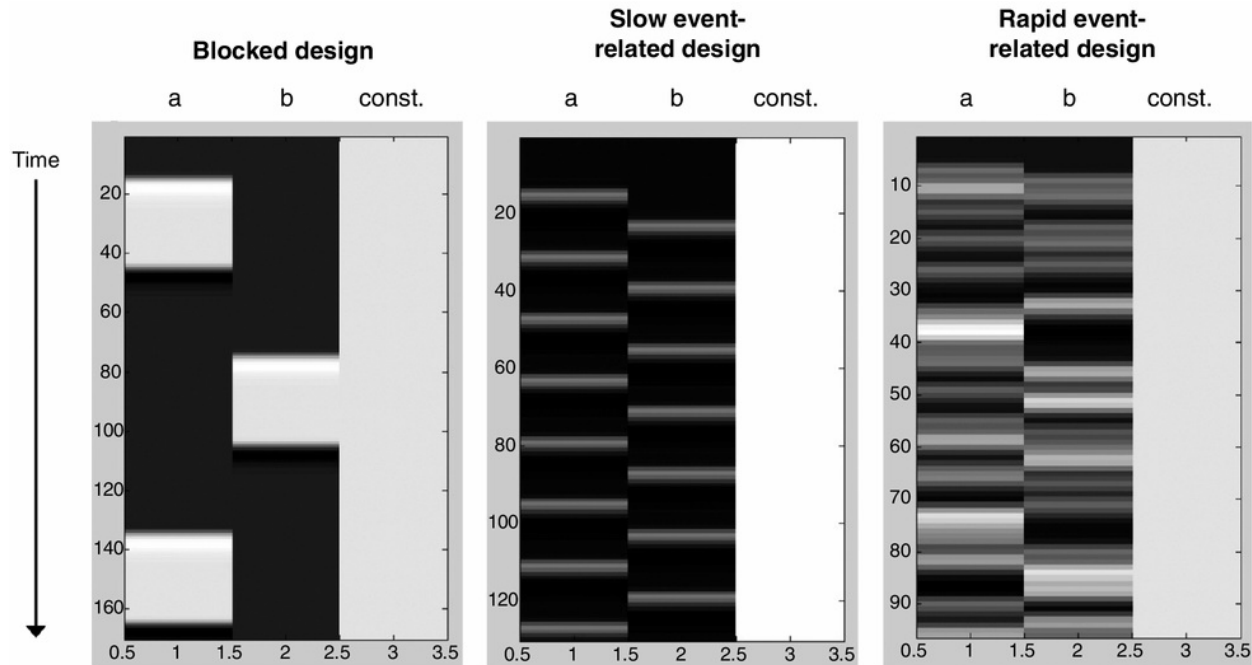 Blocked design
a b const.
Time
20
40
60
80
100
120
140
160
0.5 1 1.5 2 2.5 3 3.5
Slow event-
related design
a b const.
20
40
60
80
100
120
0.5 1 1.5 2 2.5 3 3.5
Rapid event-
related design
a b const.
10
20
30
40
50
60
70
80
90
0.5 1 1.5 2 2.5 3 3.5